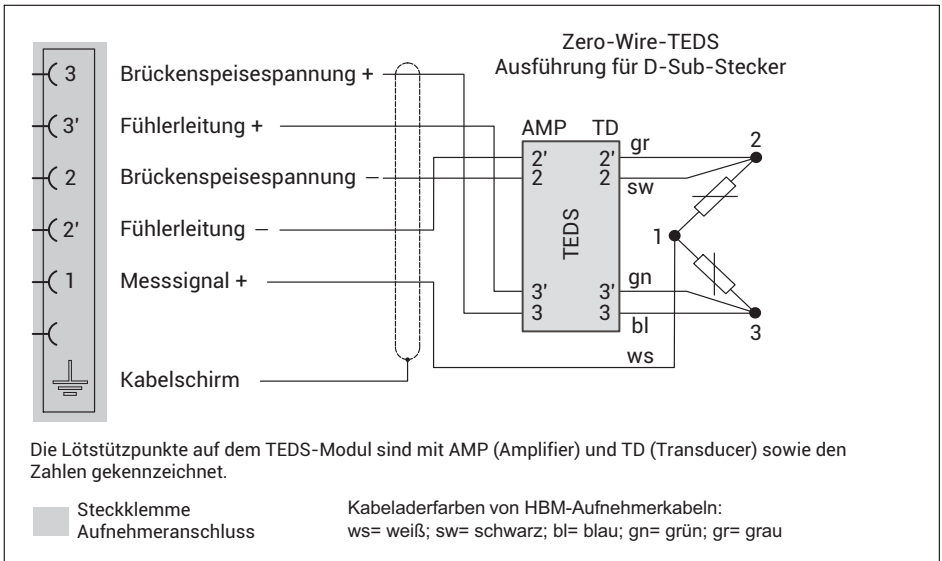 Zero-Wire-TEDS
Ausführung für D-Sub-Stecker
3 Brückenspeisespannung +
3' Fühlerleitung +
2 Brückenspeisespannung –
2' Fühlerleitung –
1 Messsignal +
Kabelschirm
AMP TD
2' 2' gr
2 2 sw
TEDS
3' 3' gn
3 3 bl
ws
2
1
3
Die Lötstützpunkte auf dem TEDS-Modul sind mit AMP (Amplifier) und TD (Transducer) sowie den
Zahlen gekennzeichnet.
Steckklemme
Aufnehmeranschluss
Kabeladerfarben von HBM-Aufnehmerkabeln:
ws= weiß; sw= schwarz; bl= blau; gn= grün; gr= grau